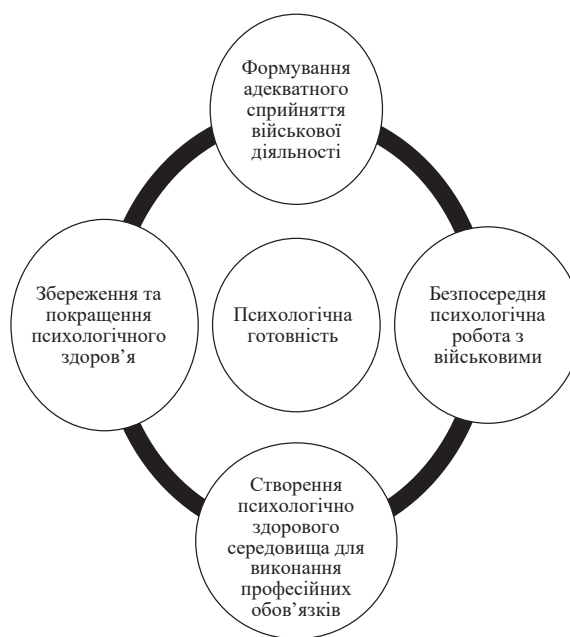 Формування
адекватного
сприйняття
військової
діяльності
Збереження та
покращення
психологічного
здоров’я
Психологічна
готовність
Безпосередня
психологічна
робота з
військовими
Створення
психологічно
здорового
середовища для
виконання
професійних
обов’язків